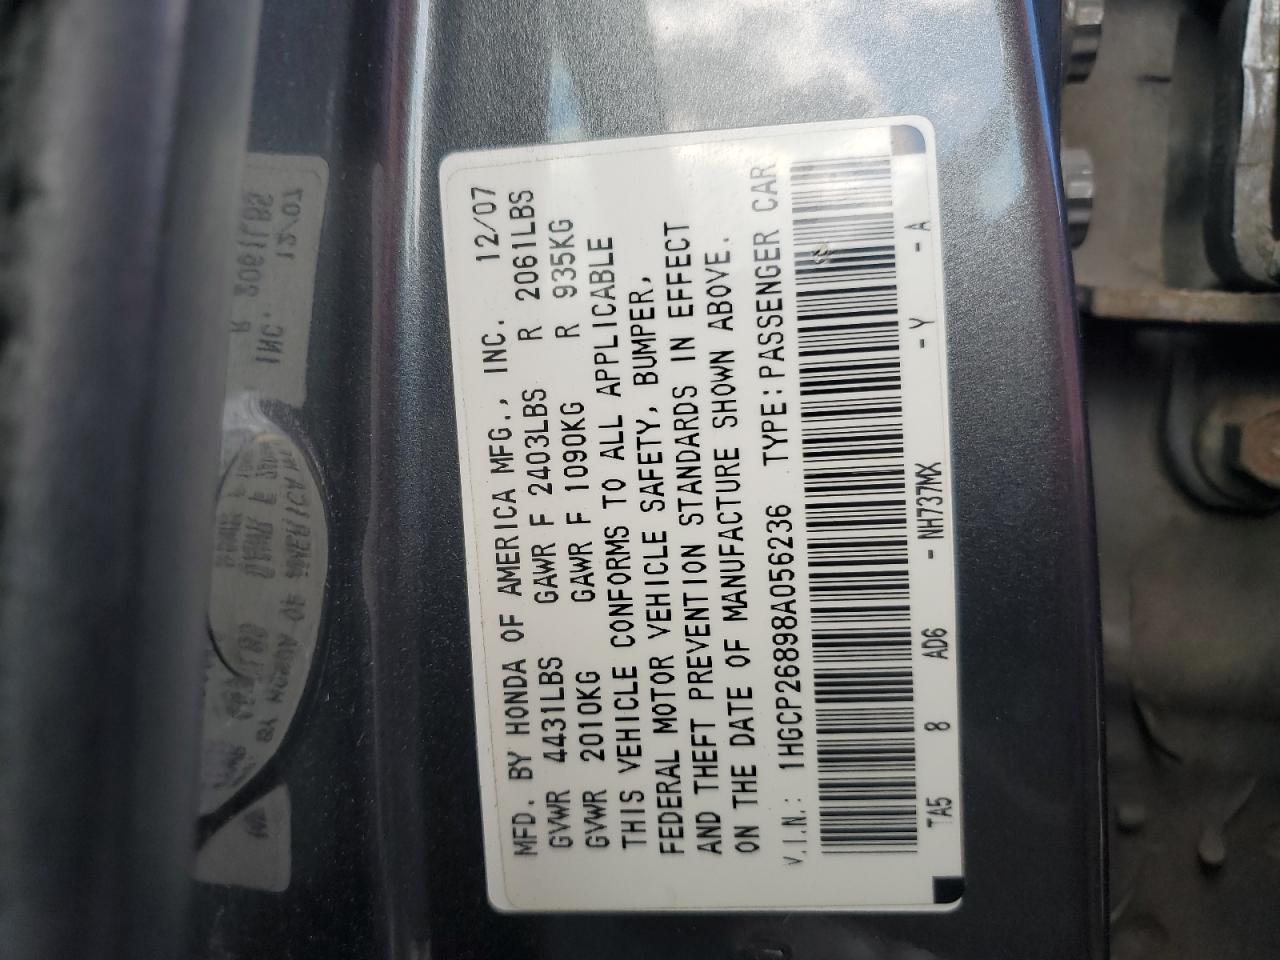 MFD. BY HONDA OF AMERICA MFG., INC. 12/07
GVWR 4431LBS GAWR F 2403LBS R 2061LBS
GVWR 2010KG GAWR F 1090KG R 935KG
THIS VEHICLE CONFORMS TO ALL APPLICABLE
FEDERAL MOTOR VEHICLE SAFETY, BUMPER,
AND THEFT PREVENTION STANDARDS IN EFFECT
ON THE DATE OF MANUFACTURE SHOWN ABOVE.
V.I.N.: 1HGCP26898A056236 TYPE: PASSENGER CAR
TA5 8 AD6 - NH737MX - Y - A